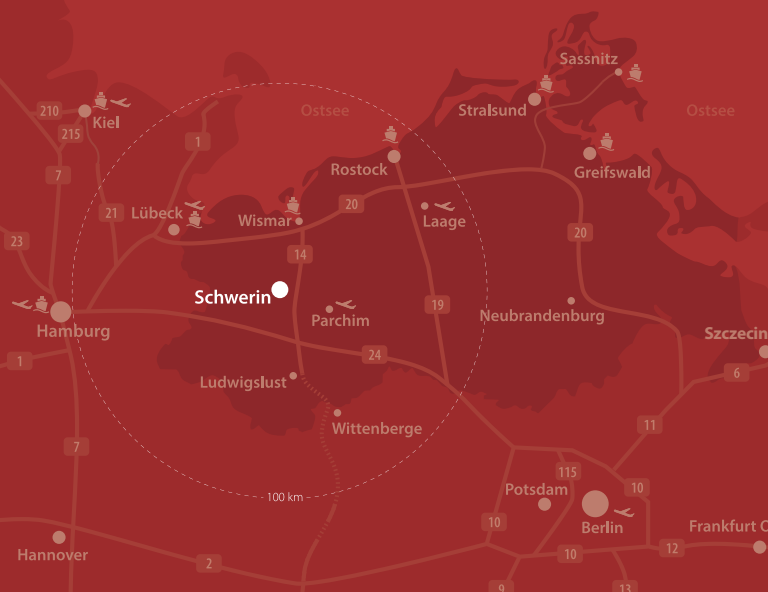 Sassnitz
Ostsee
Stralsund
Ostsee
210
Kiel
215
1
Rostock
7
Greifswald
20
21
Lübeck
Wismar
Laage
20
23
14
Schwerin
19
Parchim
Neubrandenburg
Hamburg
Szczecin
24
1
6
Ludwigslust
11
Wittenberge
7
115
10
Potsdam
100 km
10
Berlin
Frankfurt O
Hannover
10
12
2
9
13